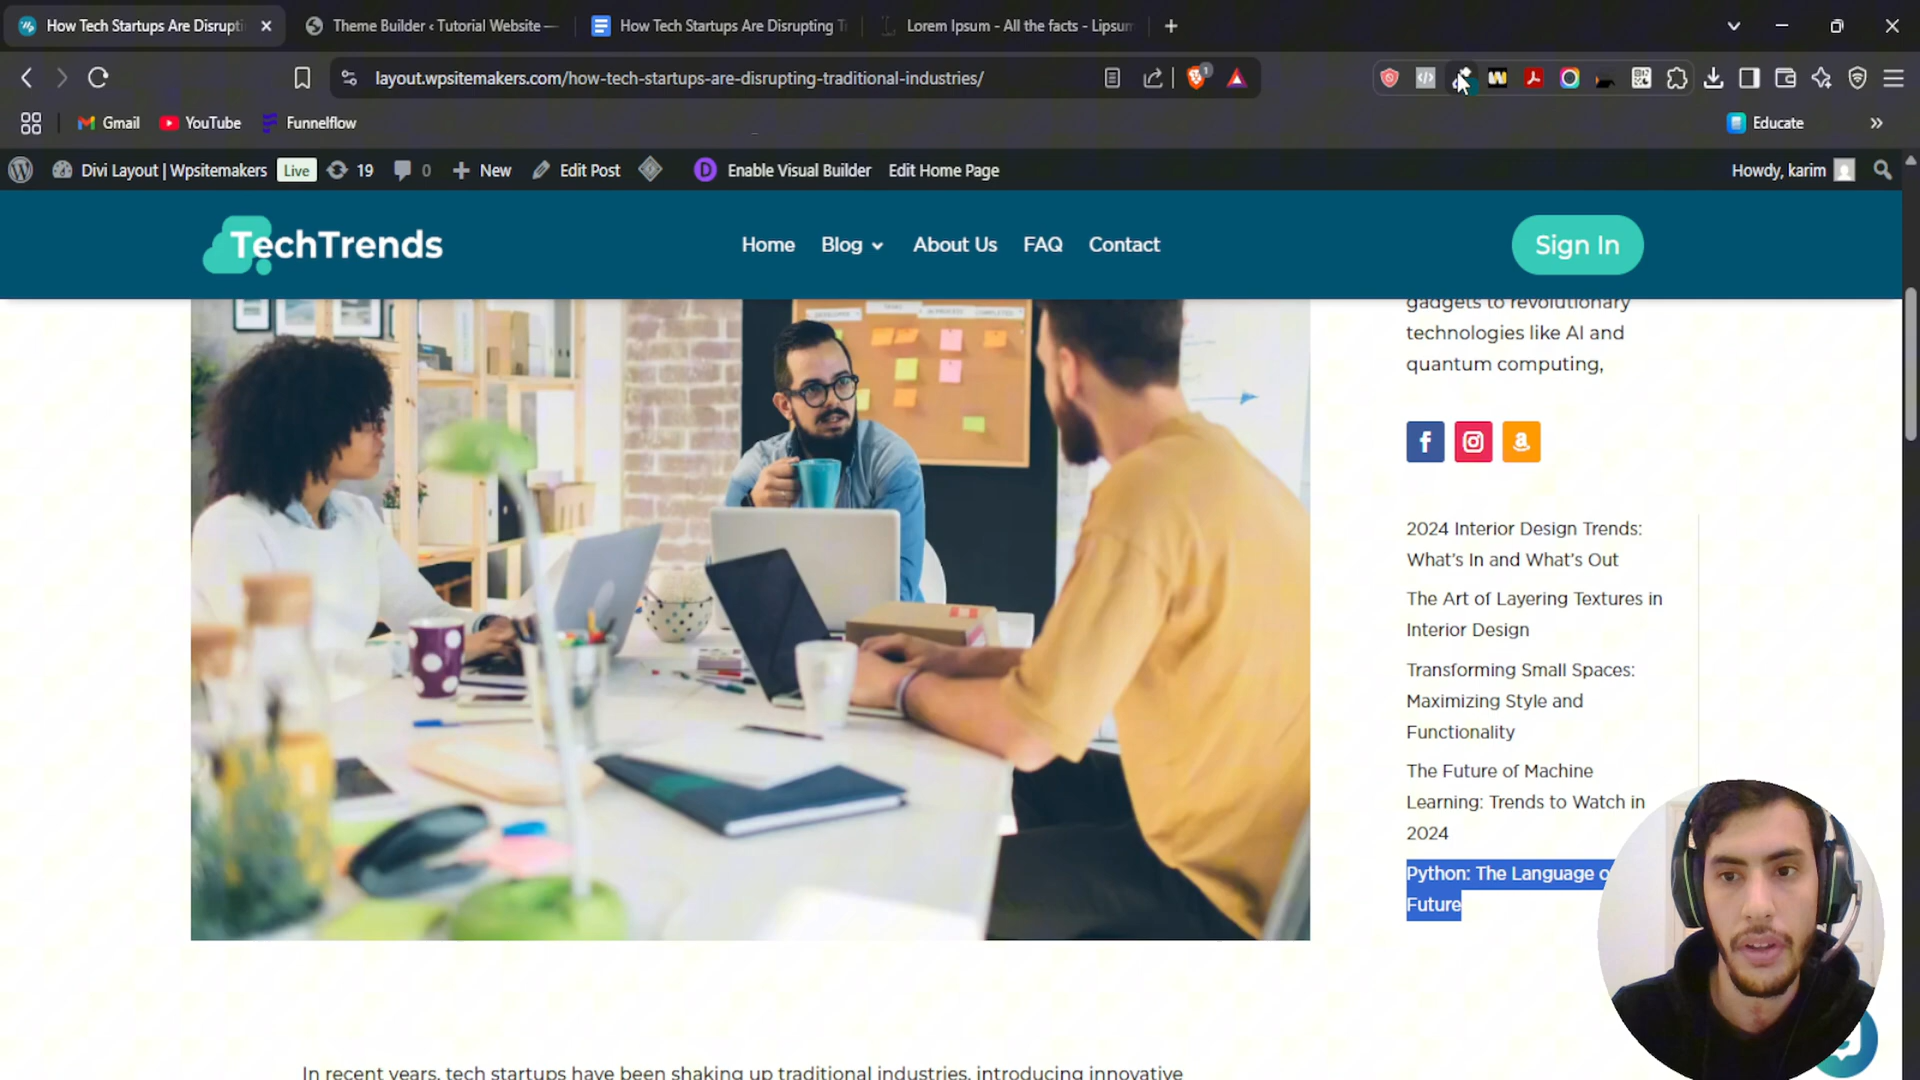 How Tech Startups Are Disrupti
Theme Builder ‹ Tutorial Website —
How Tech Startups Are Disrupting T
Lorem Ipsum - All the facts - Lipsum
layout.wpsitemakers.com/how-tech-startups-are-disrupting-traditional-industries/
1
Gmail
YouTube
Funnelflow
Educate
Divi Layout | Wpsitemakers
Live
19
0
New
Edit Post
D
Enable Visual Builder
Edit Home Page
Howdy, karim
TechTrends
Home
Blog
About Us
FAQ
Contact
Sign In
gadgets to revolutionary
technologies like AI and
quantum computing,
2024 Interior Design Trends:
What's In and What's Out
The Art of Layering Textures in
Interior Design
Transforming Small Spaces:
Maximizing Style and
Functionality
The Future of Machine
Learning: Trends to Watch in
2024
Python: The Language o
Future
In recent years, tech startups have been shaking up traditional industries, introducing innovative